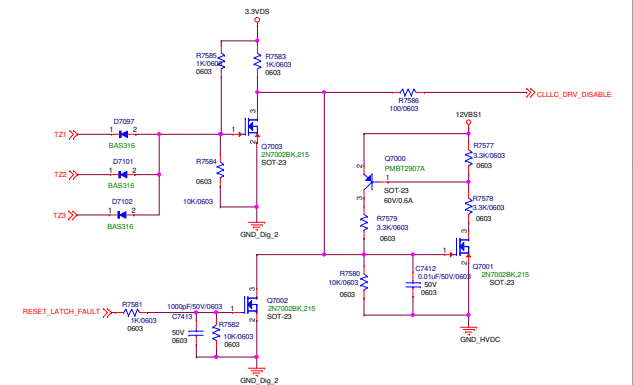 3.3VDS
R7585
1K/0603
0603
R7583
1K/0603
0603
CLLLC_DRV_DISABLE
R7586
100/0603
12VBS1
D7097
TZ1
1
2
BAS316
3
1
2
Q7003
2N7002BK,215
SOT-23
R7577
3.3K/0603
0603
D7101
TZ2
1
2
BAS316
R7584
0603
10K/0603
Q7000
PMBT2907A
2
1
3
SOT-23
60V/0.6A
D7102
TZ3
1
2
BAS316
R7578
3.3K/0603
0603
GND_Dig_2
R7579
3.3K/0603
0603
3
1
2
Q7001
2N7002BK,215
SOT-23
R7580
10K/0603
0603
C7412
0.01uF/50V/0603
50V
0603
RESET_LATCH_FAULT
R7581
1K/0603
0603
1000pF/50V/0603
C7413
50V
0603
R7582
10K/0603
0603
3
1
2
Q7002
2N7002BK,215
SOT-23
GND_HVDC
GND_Dig_2